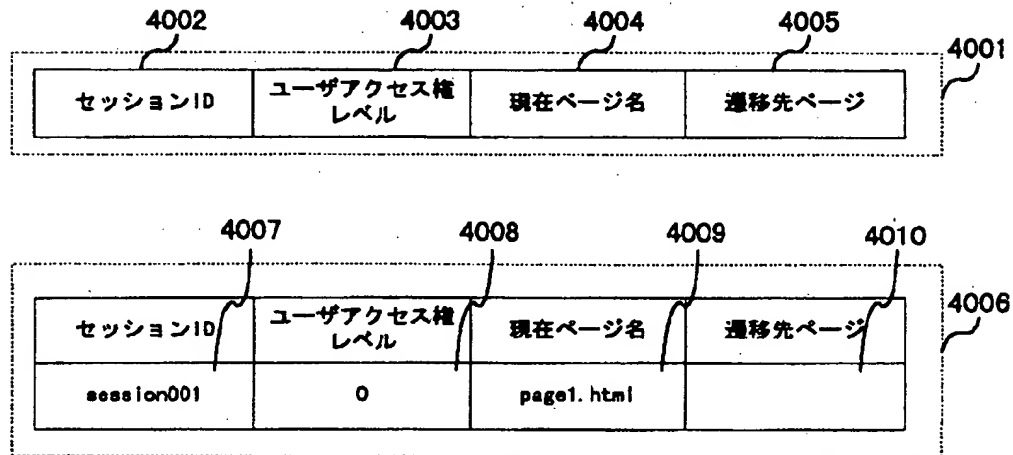 4002 4003 4004 4005
4001
セッションID ユーザアクセス権レベル 現在ページ名 遷移先ページ
4007 4008 4009 4010
4006
セッションID ユーザアクセス権レベル 現在ページ名 遷移先ページ
session001 0 page1.html